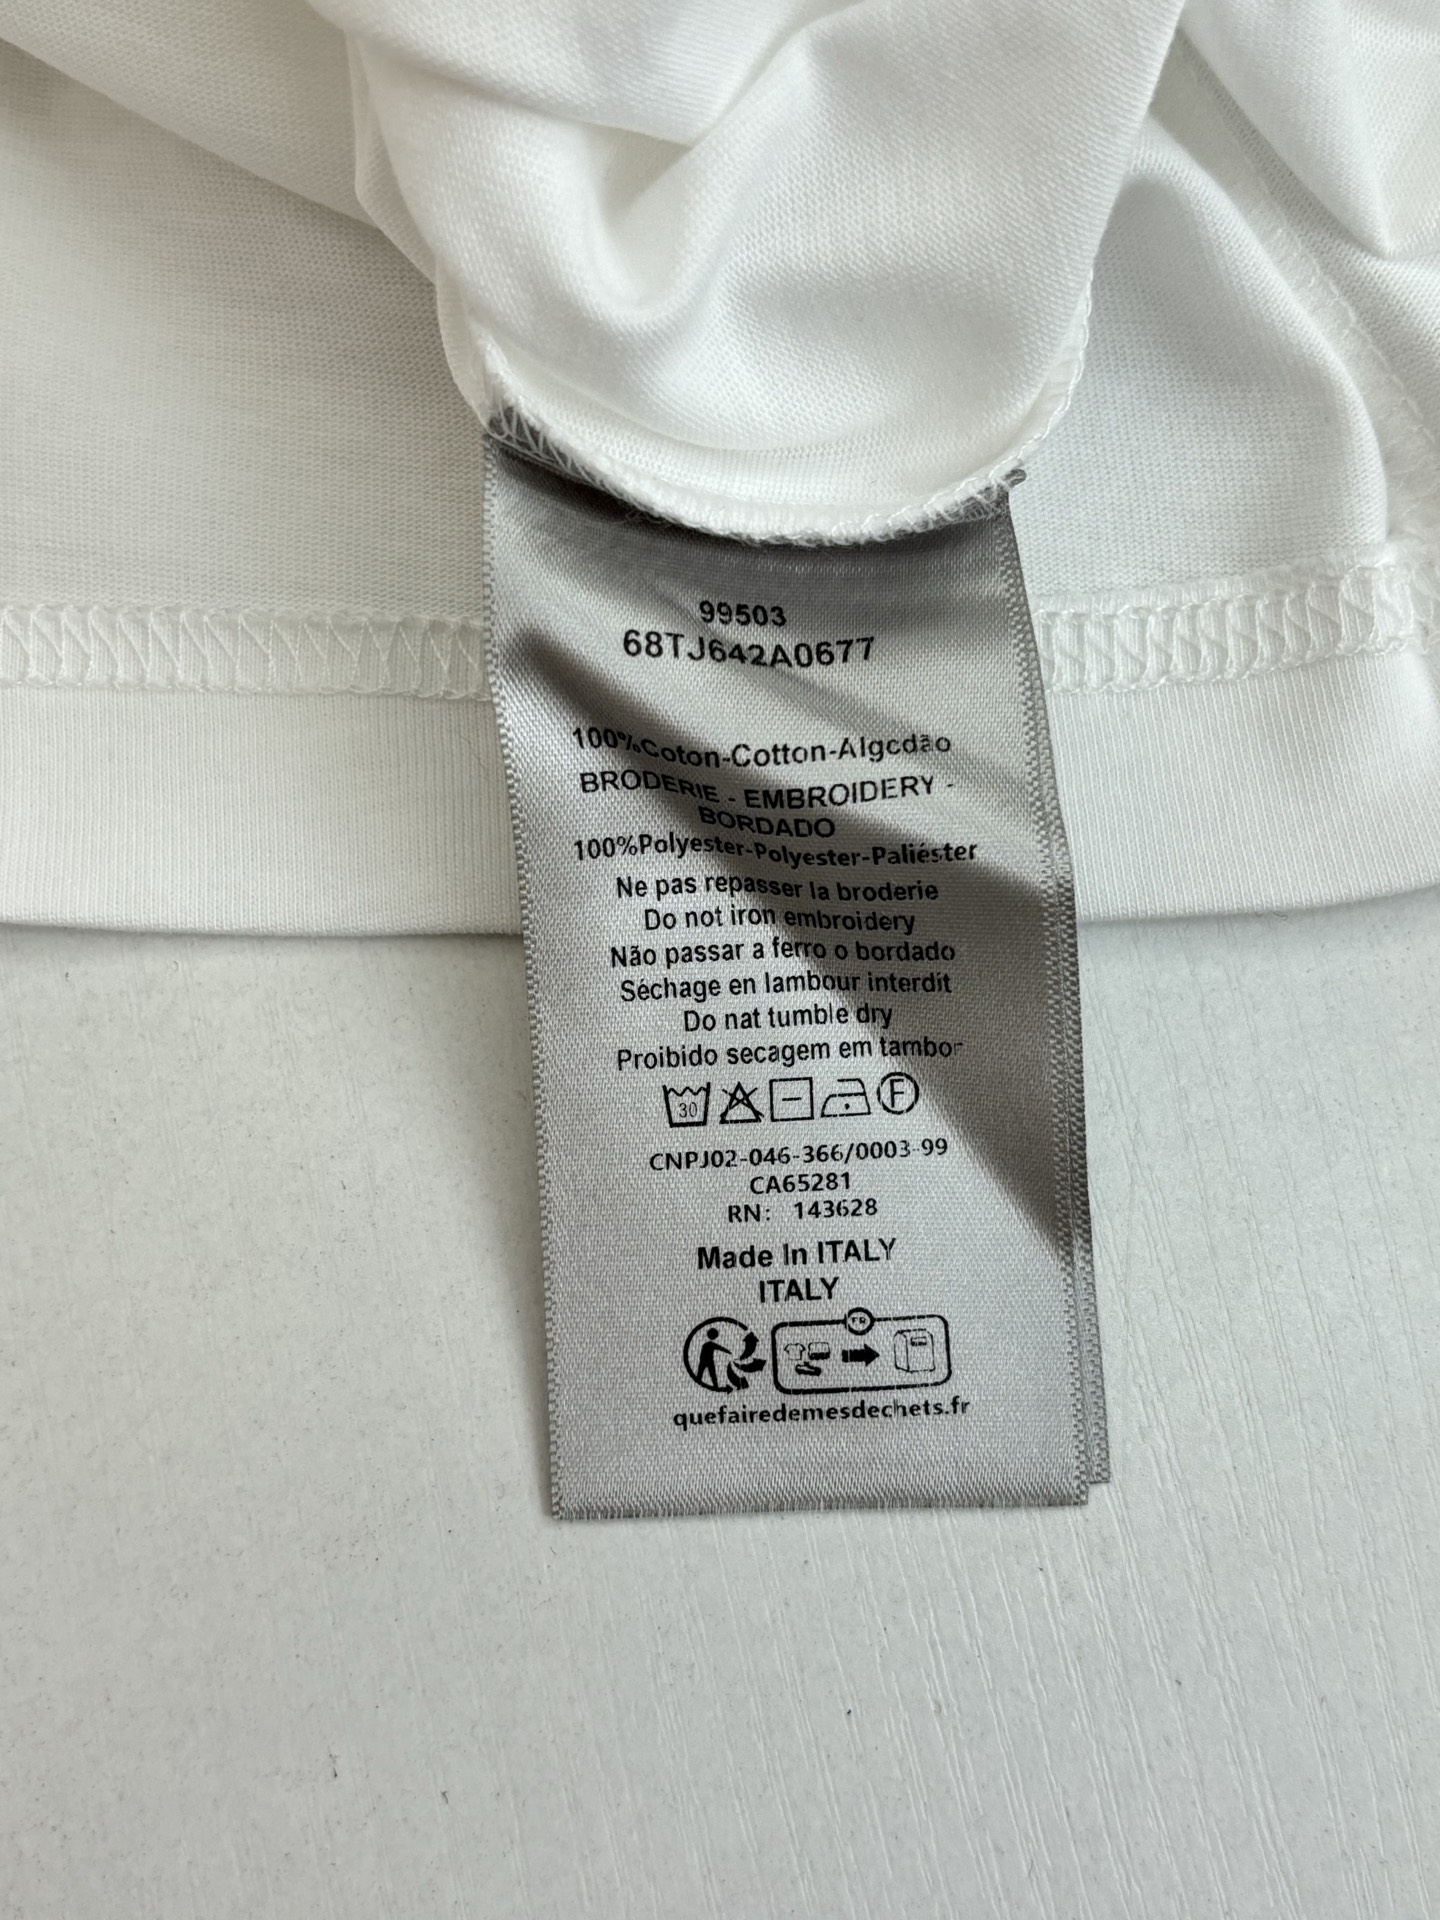 99503
68TJ642A0677
100%Coton-Cotton-Algcdão
BRODERIE - EMBROIDERY -
BORDADO
100%Polyester-Polyester-Paliéster
Ne pas repasser la broderie
Do not iron embroidery
Não passar a ferro o bordado
Séchage en lambour interdit
Do nat tumble dry
Proibido secagem em tambor
30 F
CNPJ02-046-366/0003-99
CA65281
RN: 143628
Made In ITALY
ITALY
FR
quefairedemesdechets.fr